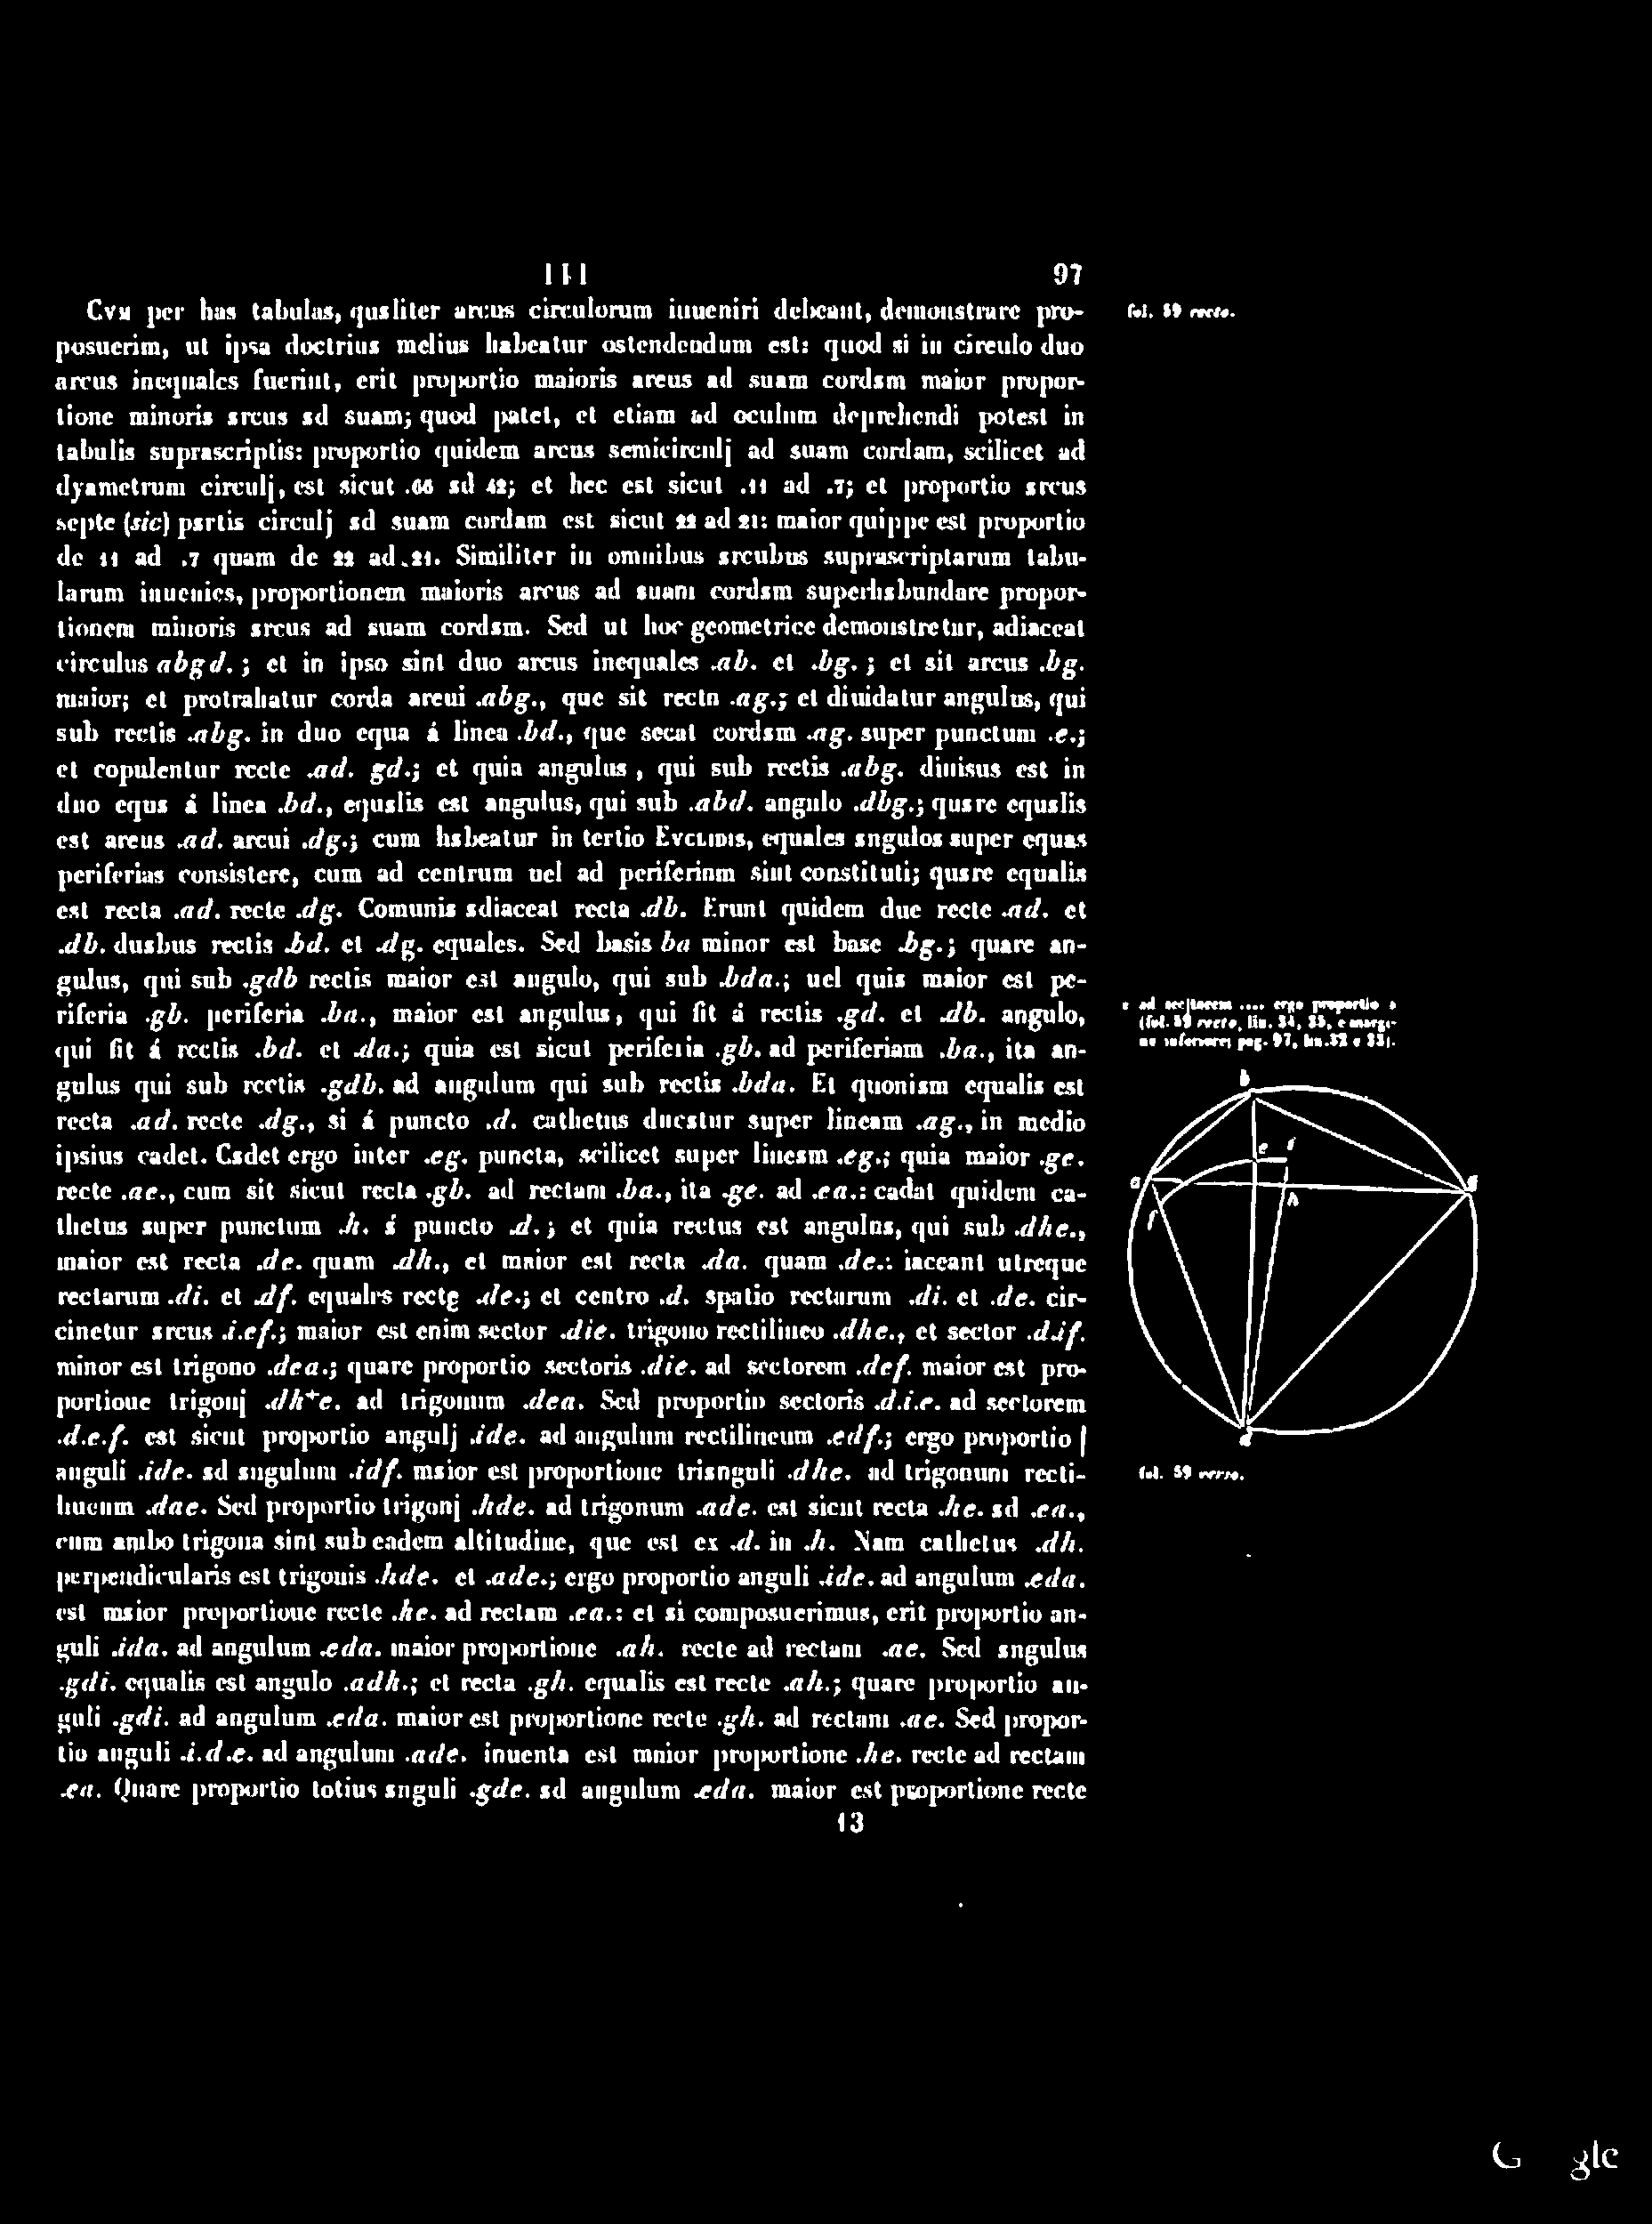 III 97
Cvm per has tabulas, qualiter arcus circulorum inueniri debeant, demonstrare pro-
posuerim, ut ipsa doctrina melius habeatur ostendendum est: quod si in circulo duo
arcus inequales fuerint, erit proportio maioris arcus ad suam cordam maior propor-
tione minoris arcus ad suam; quod patet, et etiam ad oculum deprehendi potest in
tabulis suprascriptis: proportio quidem arcus semicirculj ad suam cordam, scilicet ad
dyametrum circulj, est sicut .66 ad 42; et hec est sicut .11 ad .7; et proportio arcus
septe (sic) partis circulj ad suam cordam est sicut 22 ad 21: maior quippe est proportio
de 11 ad .7 quam de 22 ad .21. Similiter in omnibus arcubus suprascriptarum tabu-
larum inuenies, proportionem maioris arcus ad suam cordam superhabundare propor-
tionem minoris arcus ad suam cordam. Sed ut hoc geometrice demonstretur, adiaceat
circulus abgd. ; et in ipso sint duo arcus inequales .ab. et .bg. ; et sit arcus .bg.
maior; et protrahatur corda arcui .abg., que sit recta .ag.; et diuidatur angulus, qui
sub rectis .abg. in duo equa á linea .bd., que secat cordam .ag. super punctum .e.;
et copulentur recte .ad. gd.; et quia angulus , qui sub rectis .abg. diuisus est in
duo equa á linea .bd., equalis est angulus, qui sub .abd. angulo .dbg.; quare equalis
est arcus .ad. arcui .dg.; cum habeatur in tertio Evclidis, equales angulos super equas
periferias consistere, cum ad centrum uel ad periferiam sint constituti; quare equalis
est recta .ad. recte .dg. Comunis adiaceat recta .db. Erunt quidem due recte .ad. et
.db. duabus rectis .bd. et .dg. equales. Sed basis ba minor est base .bg.; quare an-
gulus, qui sub .gdb rectis maior est angulo, qui sub .bda.; uel quia maior est pe-
riferia .gb. periferia .ba., maior est angulus, qui fit á rectis .gd. et .db. angulo,
qui fit á rectis .bd. et .da.; quia est sicut periferia .gb. ad periferiam .ba., ita an-
gulus qui sub rectis .gdb. ad angulum qui sub rectis .bda. Et quoniam equalis est
recta .ad. recte .dg., si á puncto .d. cathetus ducatur super lineam .ag., in medio
ipsius cadet. Cadet ergo inter .eg. puncta, scilicet super lineam .eg.; quia maior .ge.
recte .ae., cum sit sicut recta .gb. ad rectam .ba., ita .ge. ad .ea.: cadat quidem ca-
thetus super punctum .h. á puncto .d.; et quia rectus est angulus, qui sub .dhe.,
maior est recta .de. quam .dh., et maior est recta .da. quam .de.: iaceant utreque
rectarum .di. et .df. equales rectę .de.; et centro .d. spatio rectarum .di. et .de. cir-
cinetur arcus .i.ef.; maior est enim sector .die. trigono rectilineo .dhe., et sector .d.if.
minor est trigono .dea.; quare proportio sectoris .die. ad sectorem .def. maior est pro-
portione trigonj .dh+e. ad trigonum .dea. Sed proportio sectoris .d.i.e. ad sectorem
.d.e.f. est sicut proportio angulj .ide. ad angulum rectilineum .edf.; ergo proportio |
anguli .ide. ad angulum .idf. maior est proportione trianguli .dhe. ad trigonum recti-
lineum .dae. Sed proportio trigonj .hde. ad trigonum .ade. est sicut recta .he. ad .ea.,
cum ambo trigona sint sub eadem altitudine, que est ex .d. in .h. Nam cathetus .dh.
perpendicularis est trigonis .hde. et .ade.; ergo proportio anguli .ide. ad angulum .eda.
est maior proportione recte .he. ad rectam .ea.: et si composuerimus, erit proportio an-
guli .ida. ad angulum .eda. maior proportione .ah. recte ad rectam .ae. Sed angulus
.gdi. equalis est angulo .adh.; et recta .gh. equalis est recte .ah.; quare proportio an-
guli .gdi. ad angulum .eda. maior est proportione recte .gh. ad rectam .ae. Sed propor-
tio anguli .i.d.e. ad angulum .ade. inuenta est maior proportione .he. recte ad rectam
.ea. Quare proportio totius anguli .gde. ad angulum .eda. maior est proportione recte
13
fol. 59 recto.
« ad sectorem .... ergo proportio »
(fol. 59 recto, lin. 34, 35, e margi-
ne inferiore; pag. 97, lin. 32 e 33).
b
e i
a g
h
f
d
fol. 59 verso.
G gle